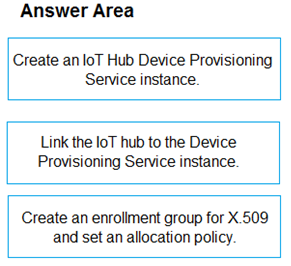 Answer Area
Create an IoT Hub Device Provisioning
Service instance.
Link the IoT hub to the Device
Provisioning Service instance.
Create an enrollment group for X.509
and set an allocation policy.